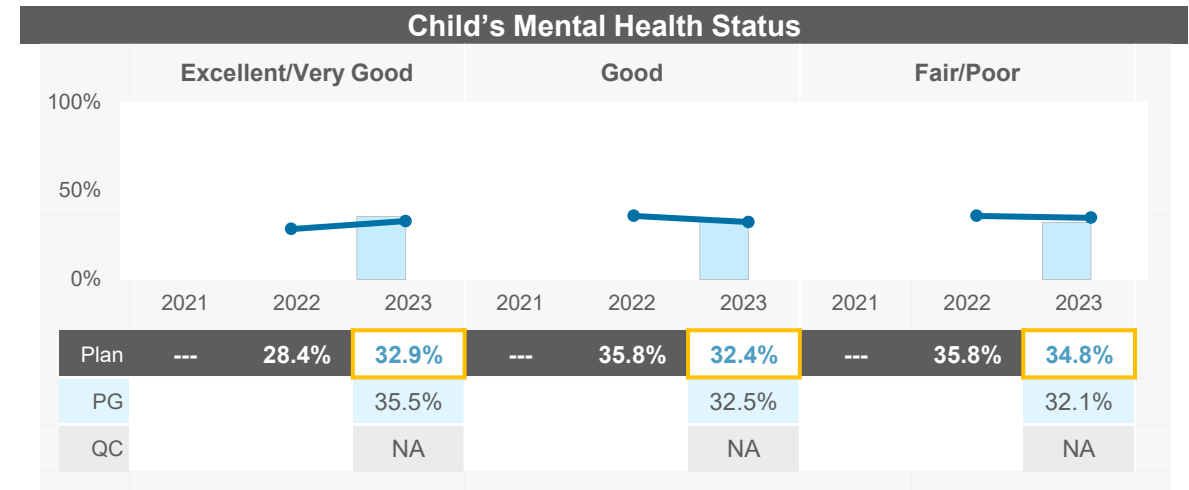 Child’s Mental Health Status
Excellent/Very Good Good Fair/Poor
100%
50%
0%
2021 2022 2023 2021 2022 2023 2021 2022 2023
Plan --- 28.4% 32.9% --- 35.8% 32.4% --- 35.8% 34.8%
PG 35.5% 32.5% 32.1%
QC NA NA NA